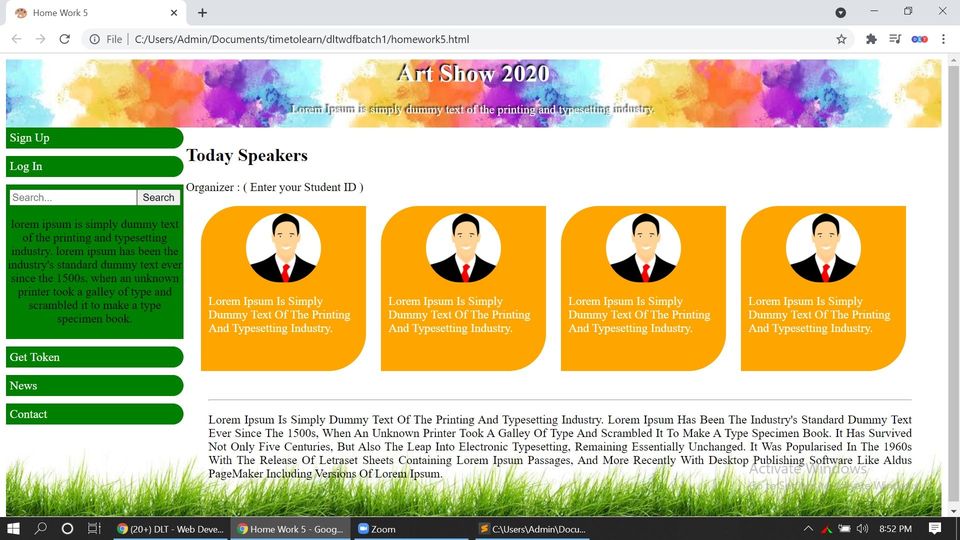 Home Work 5
File
C:/Users/Admin/Documents/timetolearn/dltwdfbatch1/homework5.html
Art Show 2020
Lorem Ipsum is simply dummy text of the printing and typesetting industry.
Sign Up
Log In
Search...
Search
lorem ipsum is simply dummy text
of the printing and typesetting
industry. lorem ipsum has been the
industry's standard dummy text ever
since the 1500s, when an unknown
printer took a galley of type and
scrambled it to make a type
specimen book.
Get Token
News
Contact
Today Speakers
Organizer : ( Enter your Student ID )
Lorem Ipsum Is Simply
Dummy Text Of The Printing
And Typesetting Industry.
Lorem Ipsum Is Simply
Dummy Text Of The Printing
And Typesetting Industry.
Lorem Ipsum Is Simply
Dummy Text Of The Printing
And Typesetting Industry.
Lorem Ipsum Is Simply
Dummy Text Of The Printing
And Typesetting Industry.
Lorem Ipsum Is Simply Dummy Text Of The Printing And Typesetting Industry. Lorem Ipsum Has Been The Industry's Standard Dummy Text
Ever Since The 1500s, When An Unknown Printer Took A Galley Of Type And Scrambled It To Make A Type Specimen Book. It Has Survived
Not Only Five Centuries, But Also The Leap Into Electronic Typesetting, Remaining Essentially Unchanged. It Was Popularised In The 1960s
With The Release Of Letraset Sheets Containing Lorem Ipsum Passages, And More Recently With Desktop Publishing Software Like Aldus
PageMaker Including Versions Of Lorem Ipsum.
Activate Windows
(20+) DLT - Web Deve...
Home Work 5 - Goog...
Zoom
C:\Users\Admin\Docu...
8:52 PM